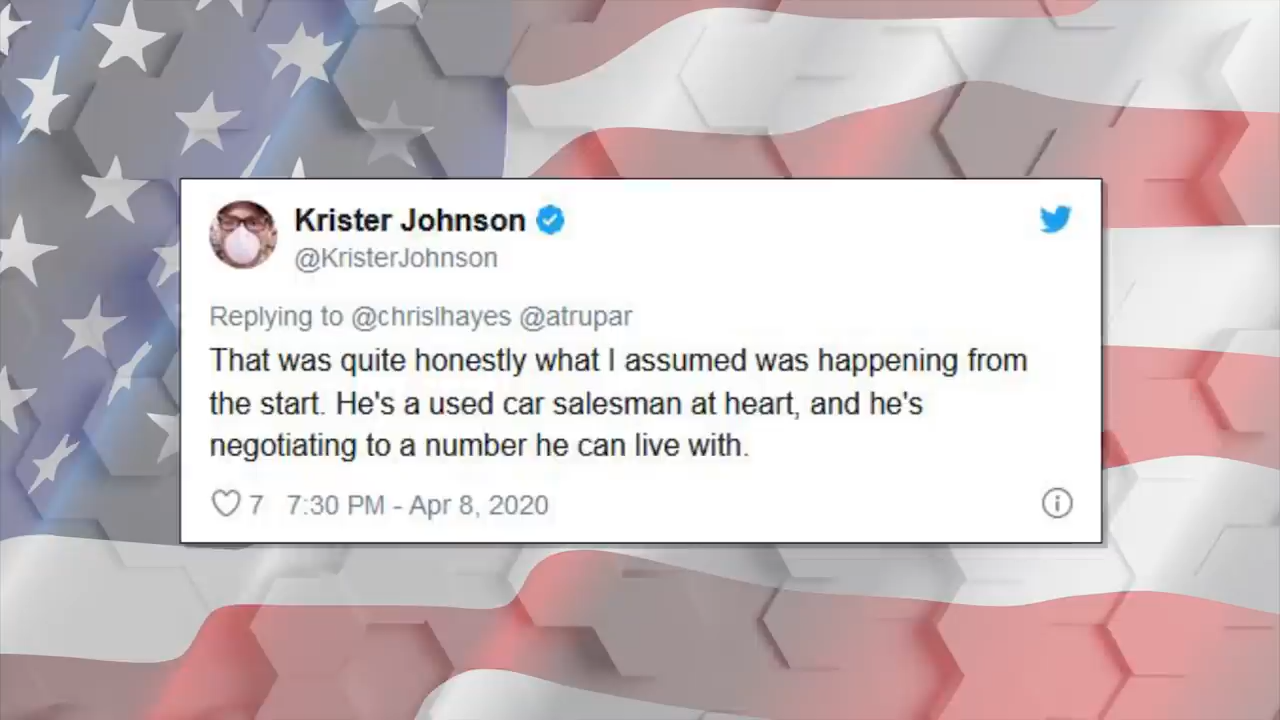 Krister Johnson
@KristerJohnson
Replying to @chrislhayes @atrupar
That was quite honestly what I assumed was happening from
the start. He's a used car salesman at heart, and he's
negotiating to a number he can live with.
7 7:30 PM - Apr 8, 2020